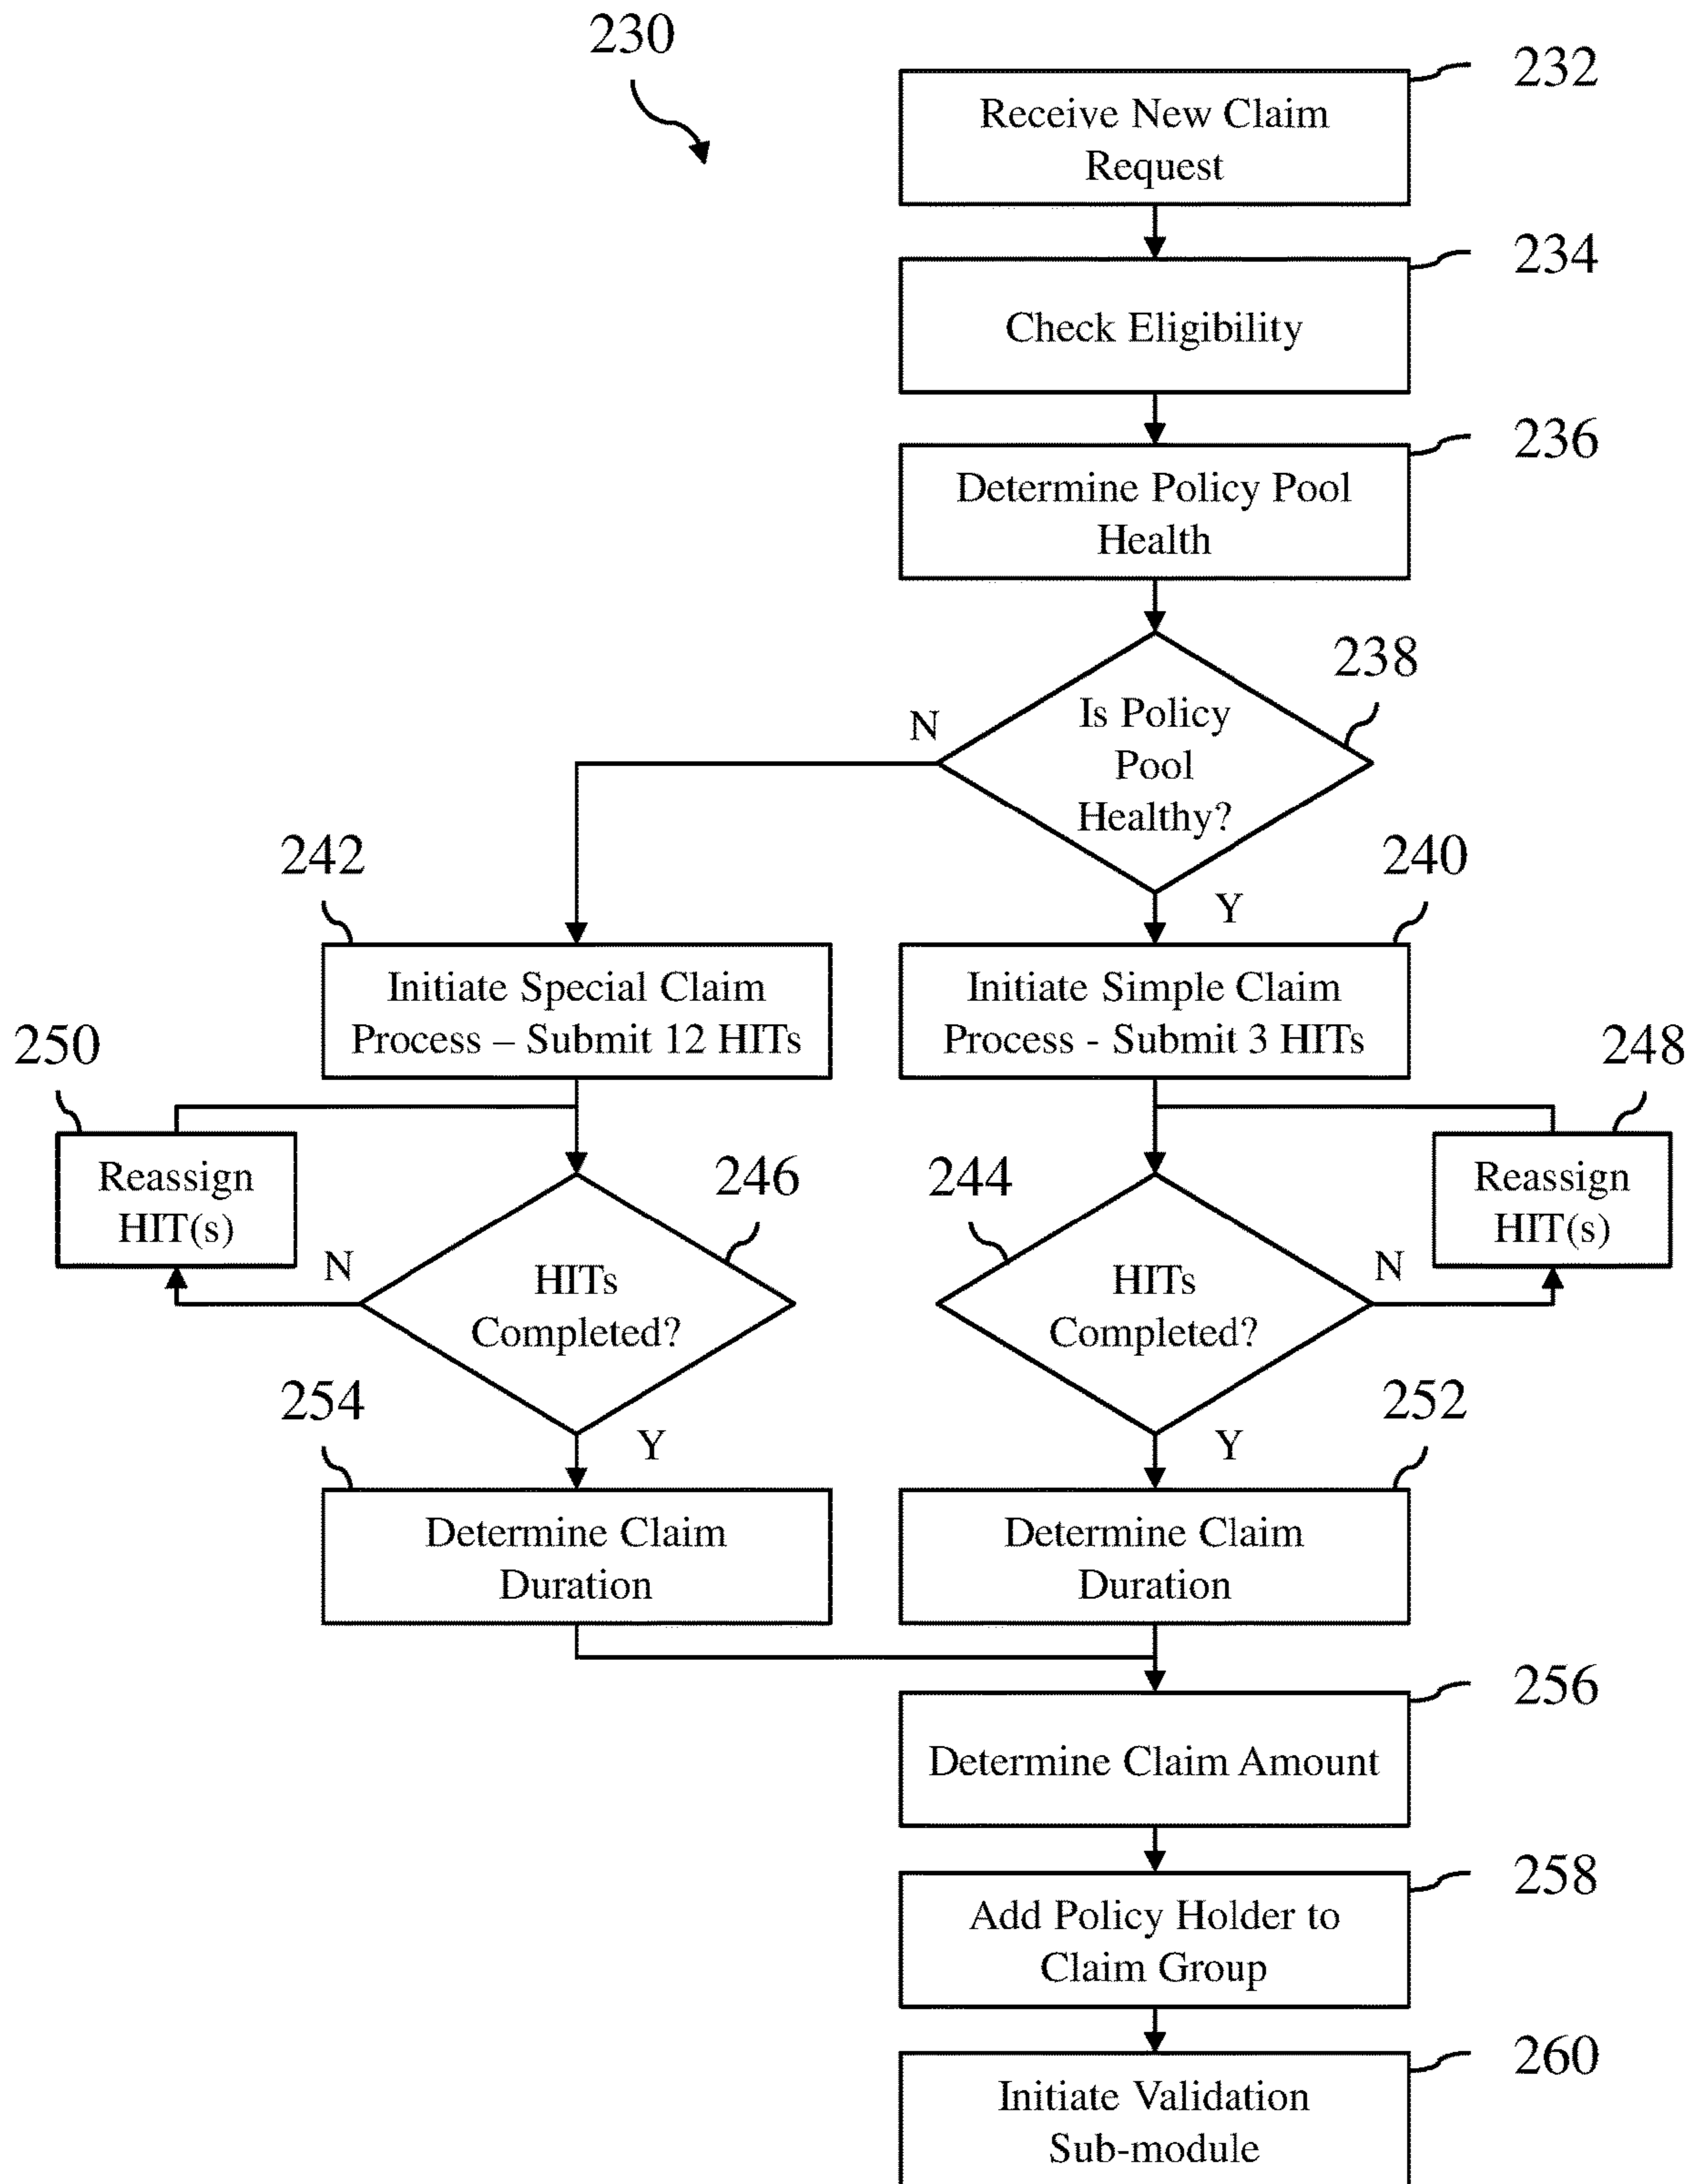 230
232
Receive New Claim
Request
234
Check Eligibility
236
Determine Policy Pool
Health
238
Is Policy
Pool
Healthy?
N
Y
242
Initiate Special Claim
Process – Submit 12 HITs
240
Initiate Simple Claim
Process - Submit 3 HITs
250
Reassign
HIT(s)
N
246
HITs
Completed?
Y
244
HITs
Completed?
N
Y
248
Reassign
HIT(s)
254
Determine Claim
Duration
252
Determine Claim
Duration
256
Determine Claim Amount
258
Add Policy Holder to
Claim Group
260
Initiate Validation
Sub-module